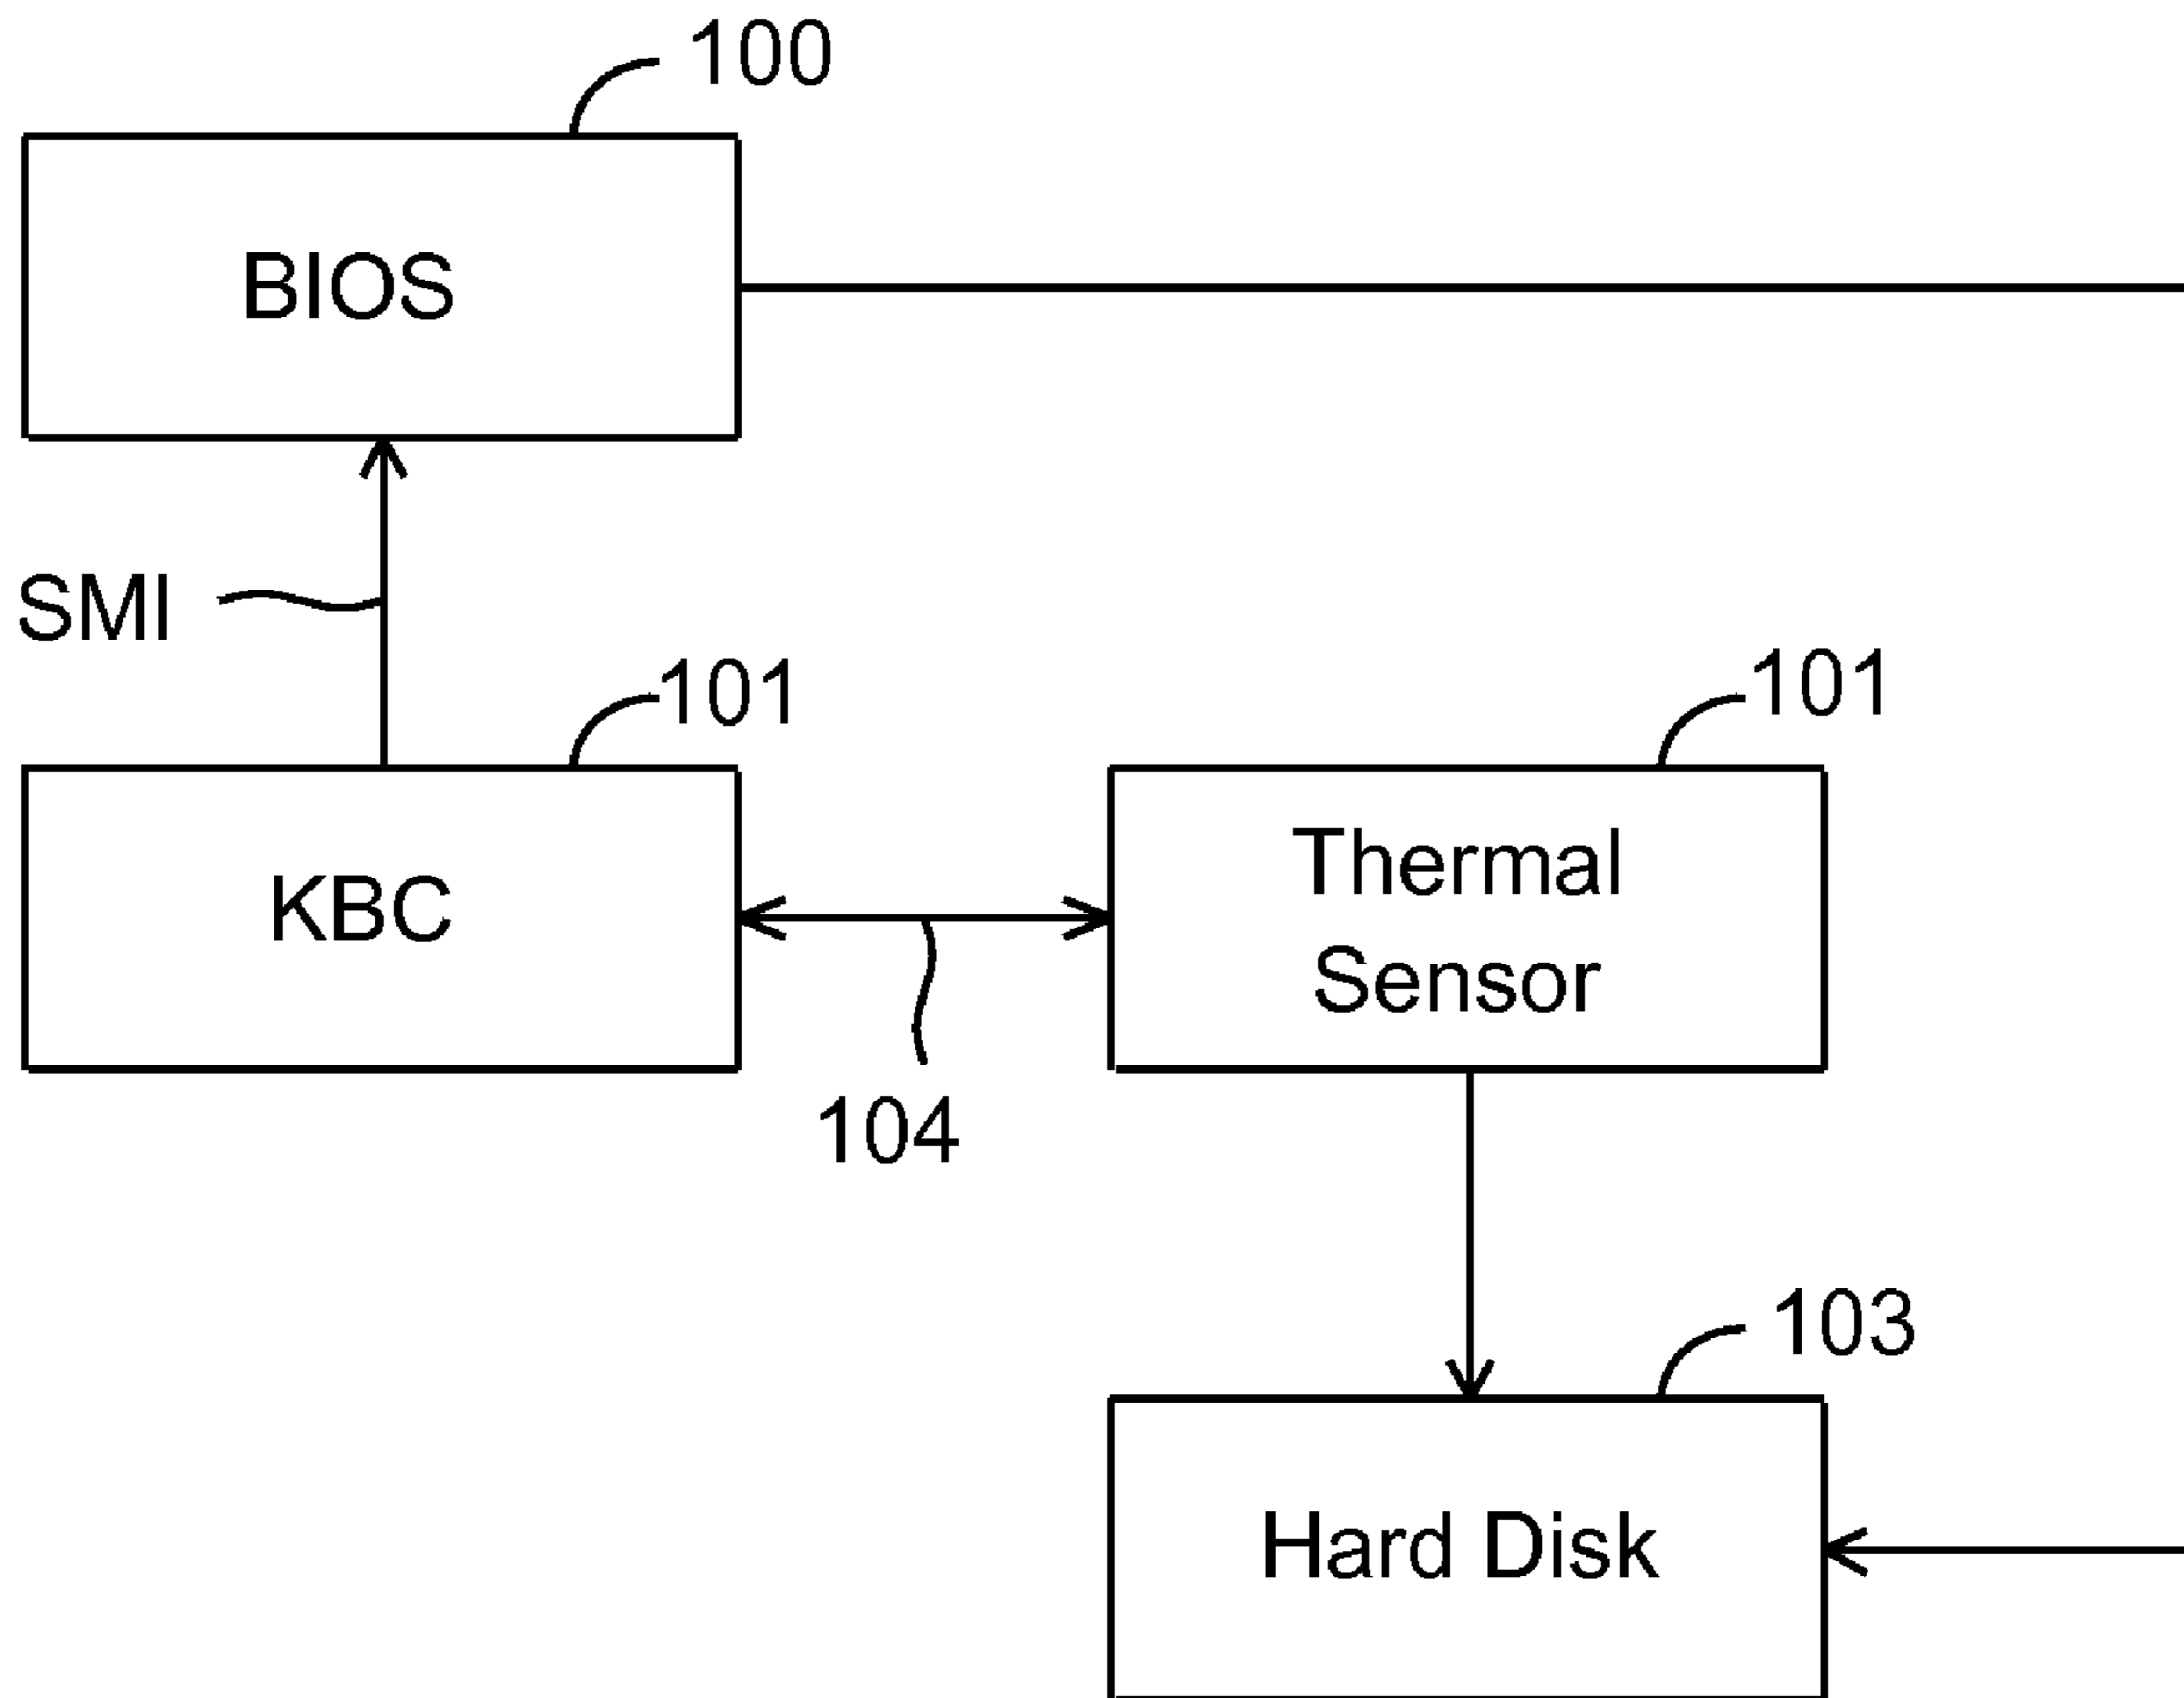 100
BIOS
SMI
101
101
KBC
Thermal
Sensor
104
103
Hard Disk